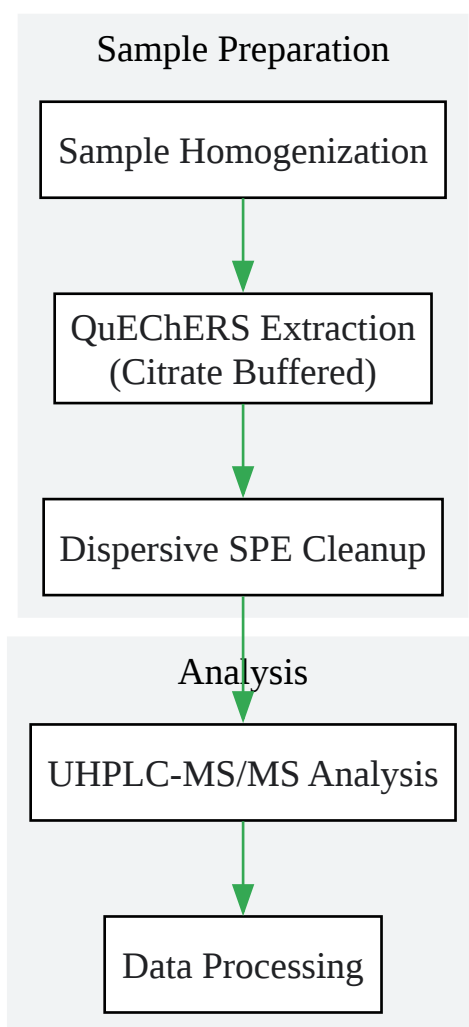 Sample Preparation
Sample Homogenization
QuEChERS Extraction
(Citrate Buffered)
Dispersive SPE Cleanup
Analysis
UHPLC-MS/MS Analysis
Data Processing